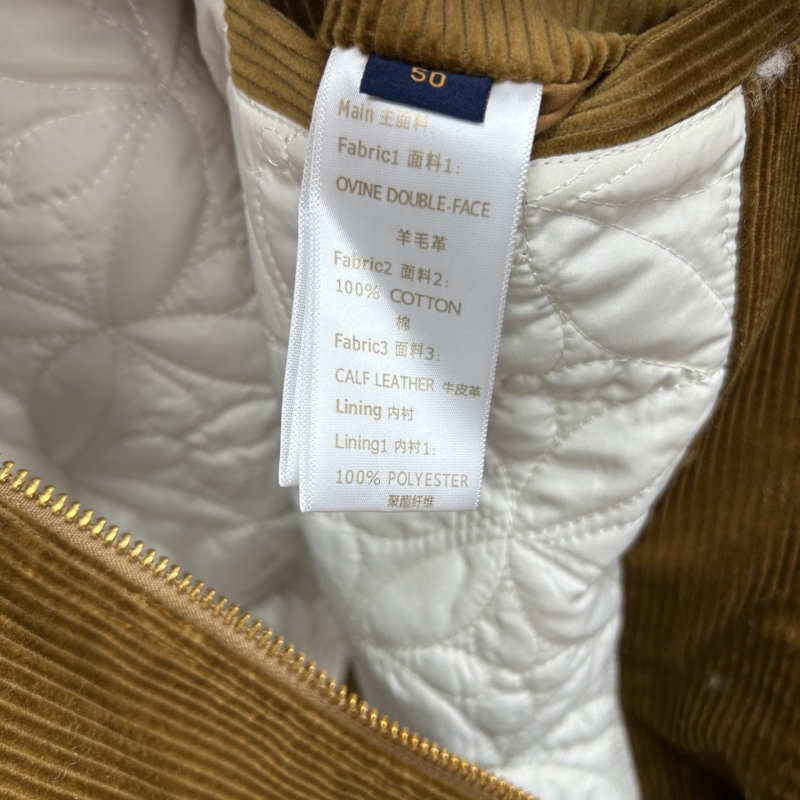 50
Main 主面料:
Fabric1 面料1:
OVINE DOUBLE-FACE
羊毛革
Fabric2 面料2:
100% COTTON
棉
Fabric3 面料3:
CALF LEATHER 牛皮革
Lining 内衬
Lining1 内衬1:
100% POLYESTER
聚酯纤维